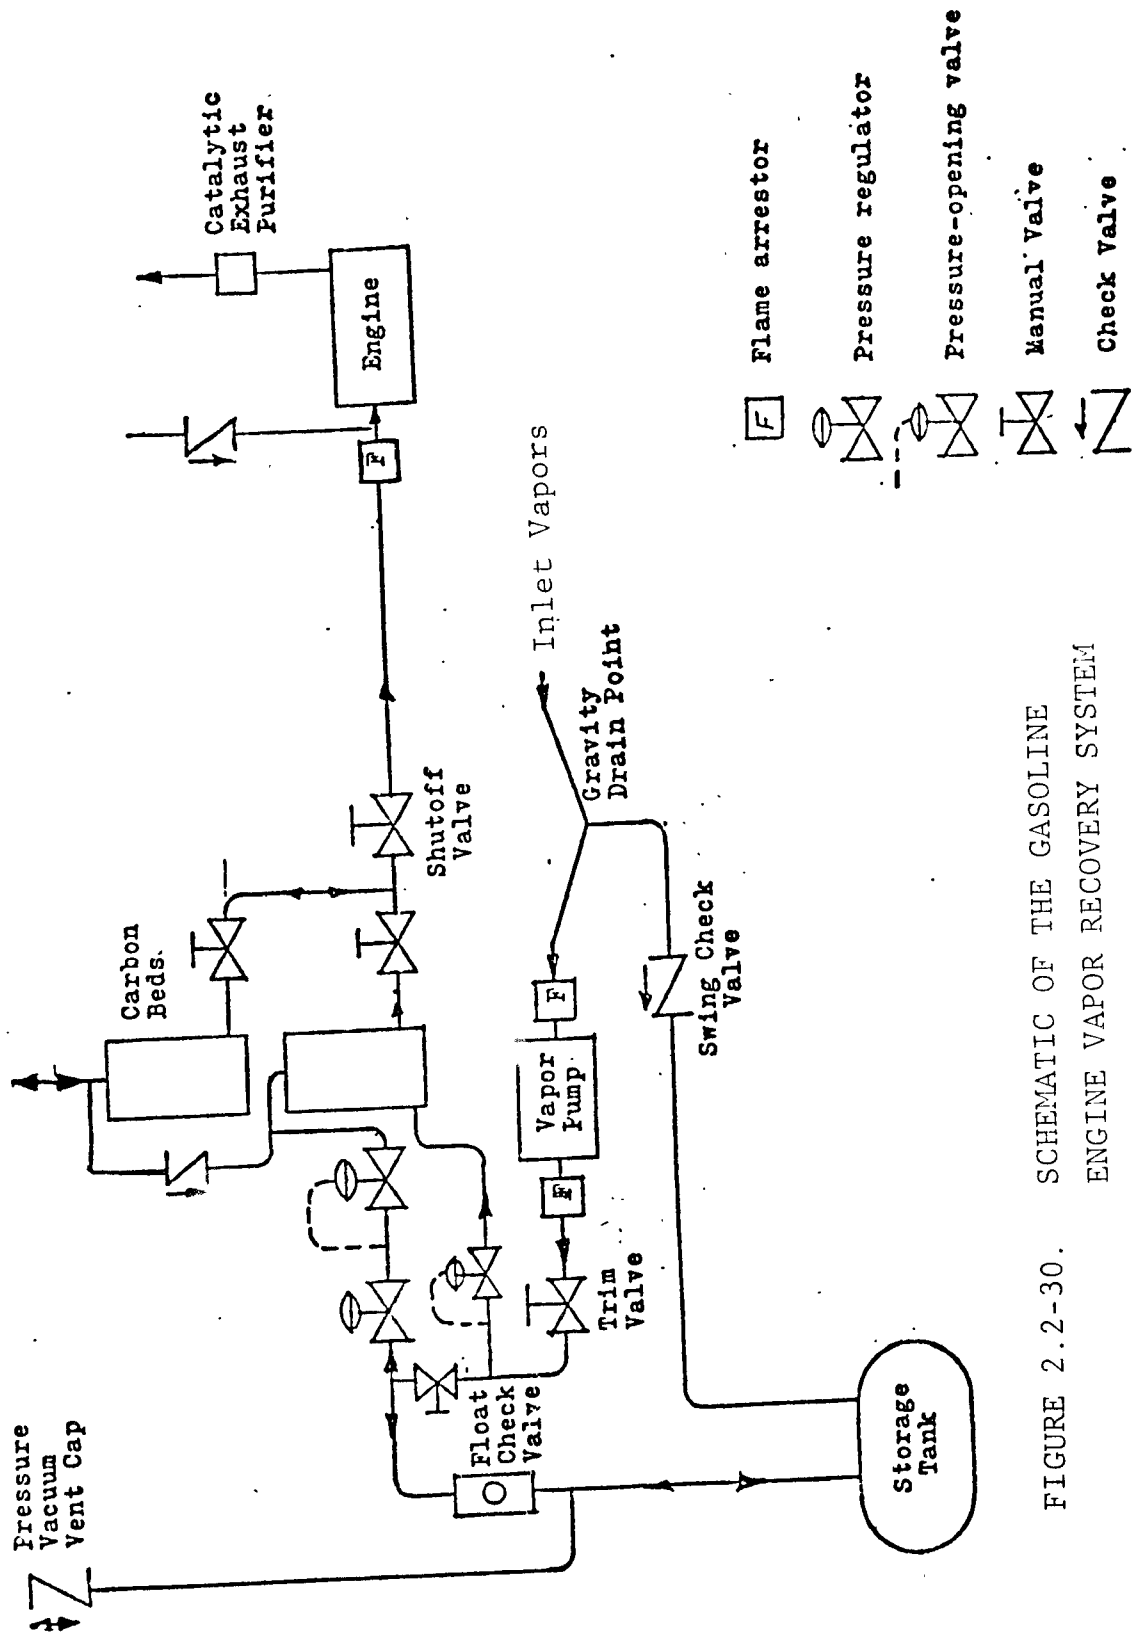 Pressure
Vacuum
Vent Cap
Carbon
Beds
Catalytic
Exhaust
Purifier
Engine
F
Shutoff
Valve
Float
Check
Valve
Trim
Valve
F
Vapor
Pump
F
Gravity
Drain Point
Inlet Vapors
Swing Check
Valve
Storage
Tank
F Flame arrestor
Pressure regulator
Pressure-opening valve
Manual Valve
Check Valve
FIGURE 2.2-30. SCHEMATIC OF THE GASOLINE
ENGINE VAPOR RECOVERY SYSTEM